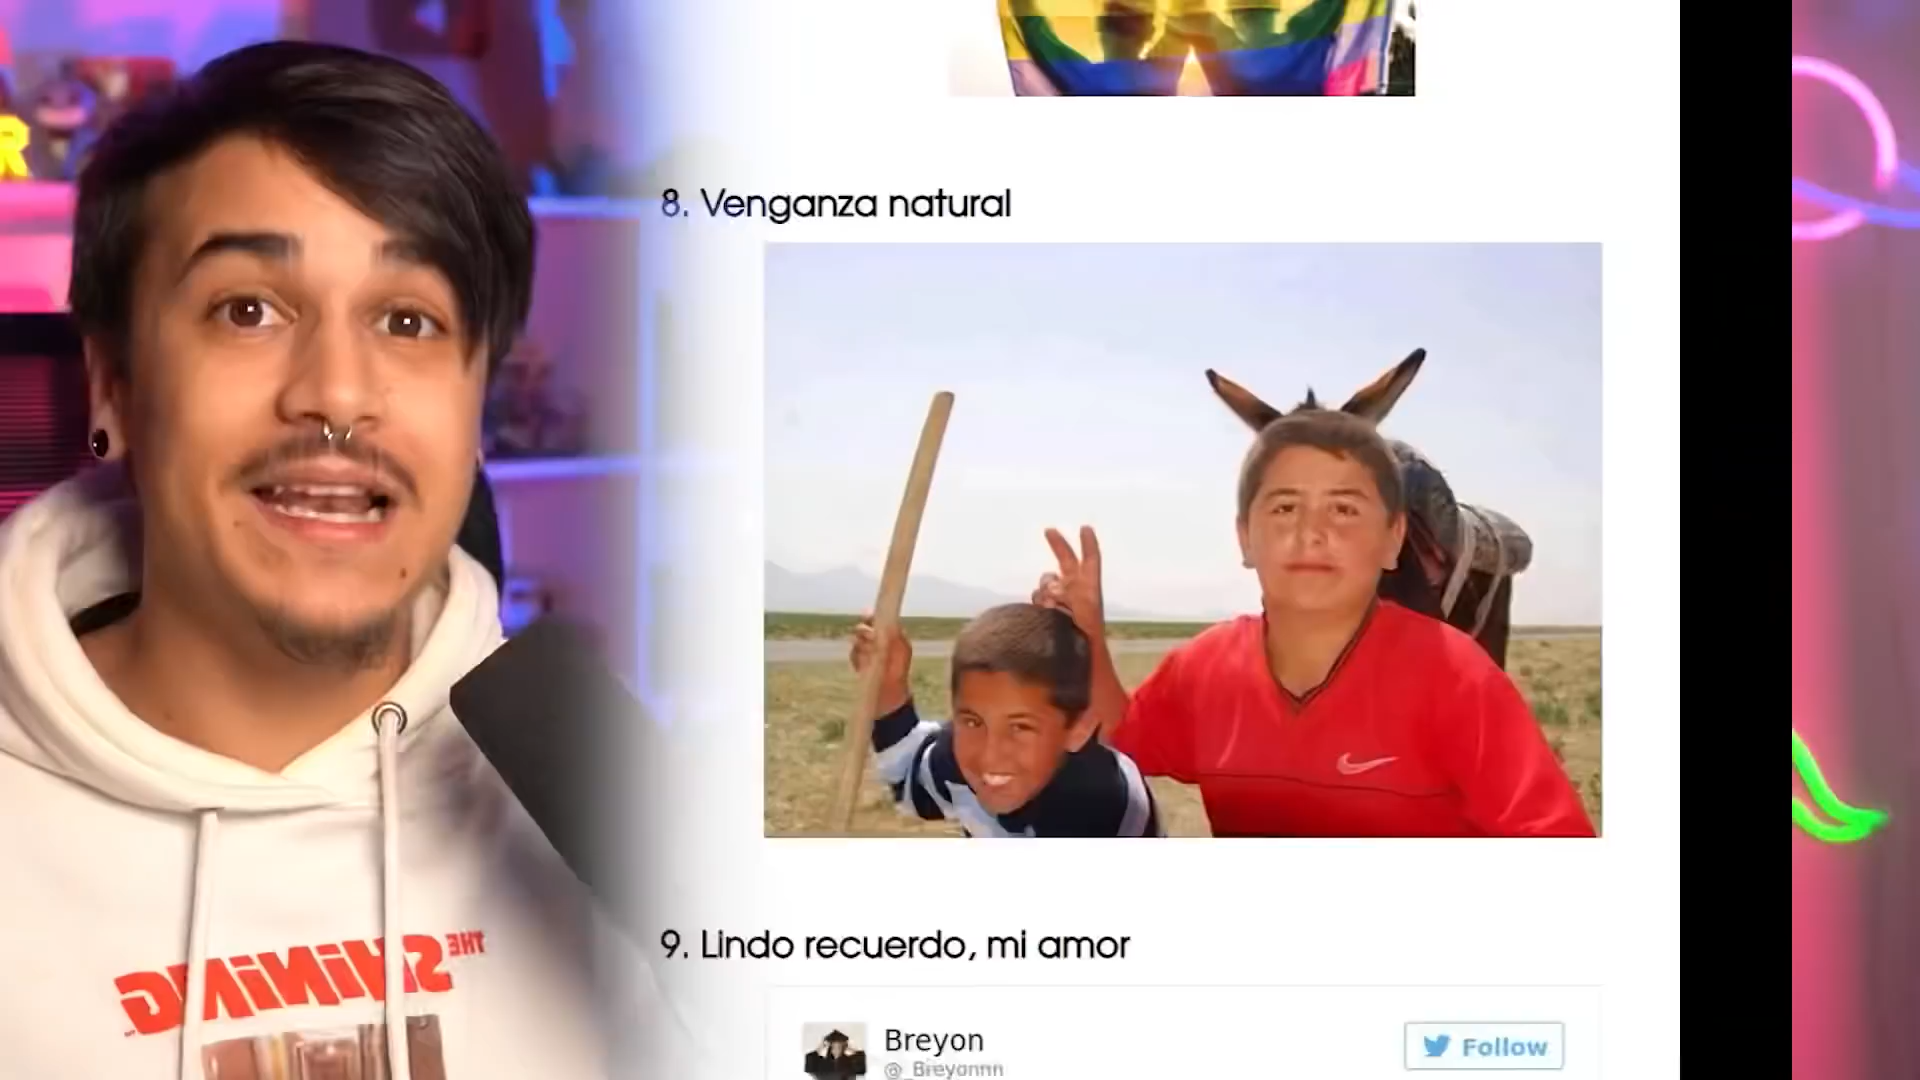 R
8. Venganza natural
9. Lindo recuerdo, mi amor
Breyon
@_Breyonnn
Follow
THE SHiNiNG